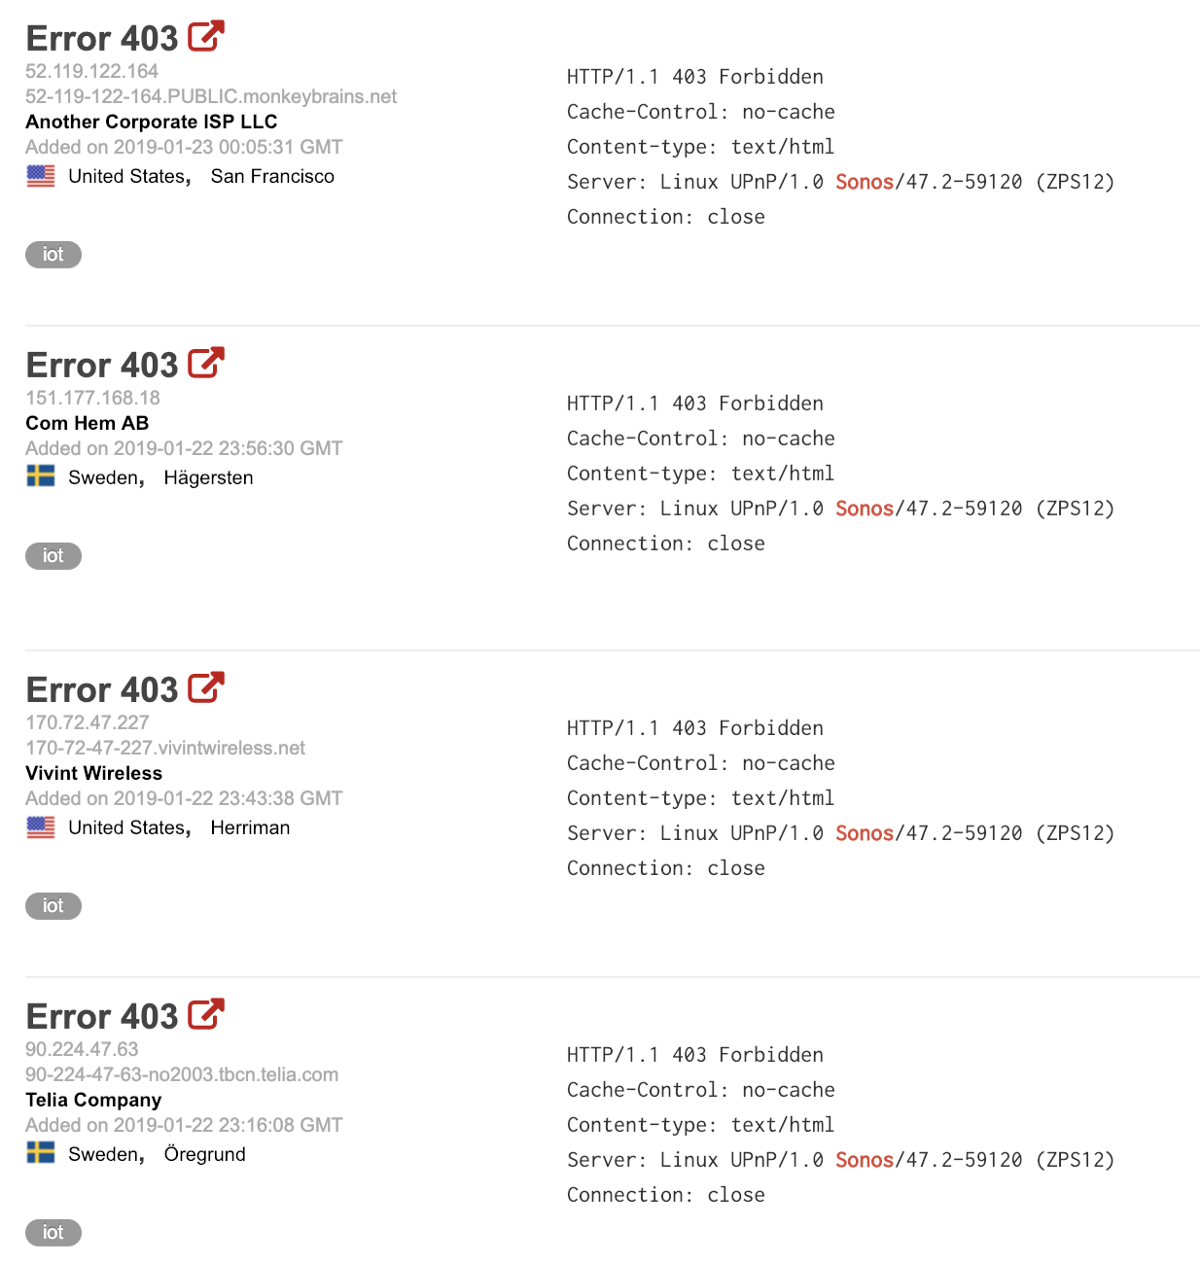 Error 403
52.119.122.164
52-119-122-164.PUBLIC.monkeybrains.net
Another Corporate ISP LLC
Added on 2019-01-23 00:05:31 GMT
United States, San Francisco
iot
HTTP/1.1 403 Forbidden
Cache-Control: no-cache
Content-type: text/html
Server: Linux UPnP/1.0 Sonos/47.2-59120 (ZPS12)
Connection: close
Error 403
151.177.168.18
Com Hem AB
Added on 2019-01-22 23:56:30 GMT
Sweden, Hägersten
iot
HTTP/1.1 403 Forbidden
Cache-Control: no-cache
Content-type: text/html
Server: Linux UPnP/1.0 Sonos/47.2-59120 (ZPS12)
Connection: close
Error 403
170.72.47.227
170-72-47-227.vivintwireless.net
Vivint Wireless
Added on 2019-01-22 23:43:38 GMT
United States, Herriman
iot
HTTP/1.1 403 Forbidden
Cache-Control: no-cache
Content-type: text/html
Server: Linux UPnP/1.0 Sonos/47.2-59120 (ZPS12)
Connection: close
Error 403
90.224.47.63
90-224-47-63-no2003.tbcn.telia.com
Telia Company
Added on 2019-01-22 23:16:08 GMT
Sweden, Öregrund
iot
HTTP/1.1 403 Forbidden
Cache-Control: no-cache
Content-type: text/html
Server: Linux UPnP/1.0 Sonos/47.2-59120 (ZPS12)
Connection: close